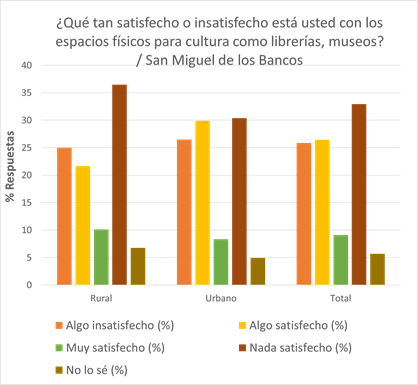 ¿Qué tan satisfecho o insatisfecho está usted con los
espacios físicos para cultura como librerías, museos?
/ San Miguel de los Bancos
40
35
30
25
20
15
10
5
0
% Respuestas
Rural
Urbano
Total
Algo insatisfecho (%)
Algo satisfecho (%)
Muy satisfecho (%)
Nada satisfecho (%)
No lo sé (%)